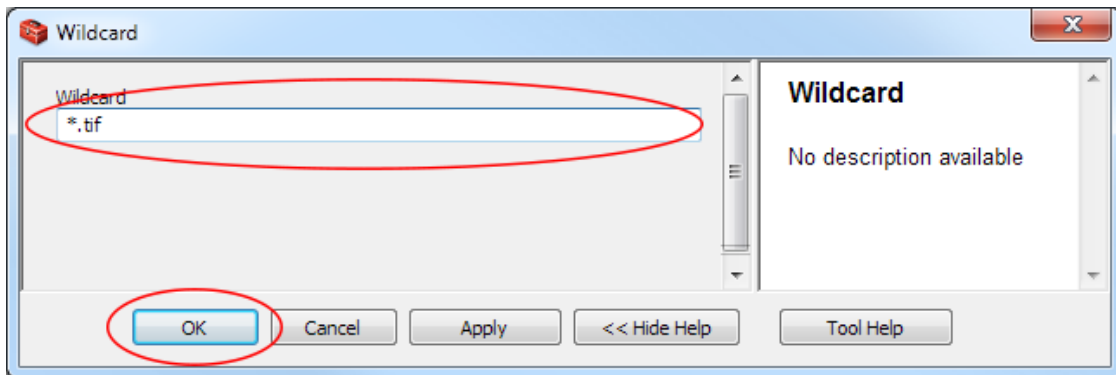 Wildcard
Wildcard
*.tif
Wildcard
No description available
OK
Cancel
Apply
<< Hide Help
Tool Help